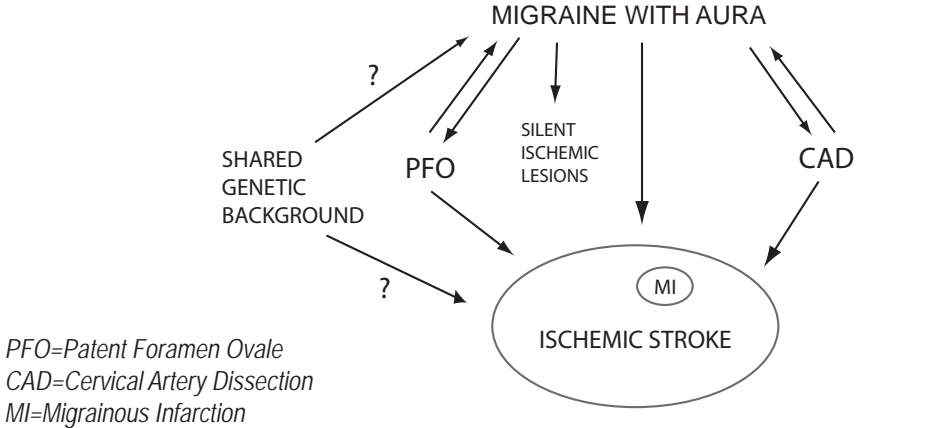 MIGRAINE WITH AURA
?
SILENT
ISCHEMIC
LESIONS
SHARED
GENETIC
BACKGROUND
PFO
CAD
?
MI
ISCHEMIC STROKE
PFO=Patent Foramen Ovale
CAD=Cervical Artery Dissection
MI=Migrainous Infarction